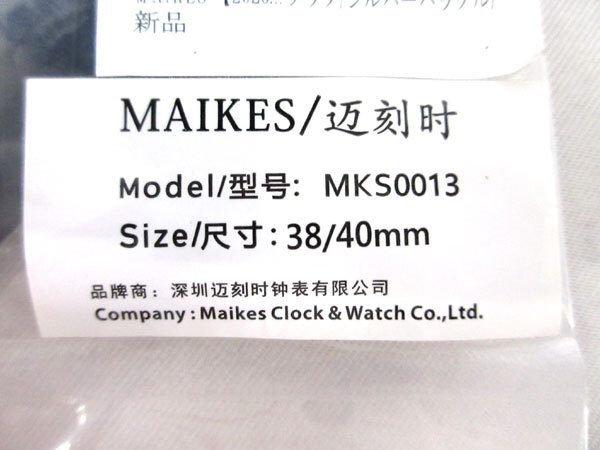 新品
MAIKES/迈刻时
Model/型号: MKS0013
Size/尺寸: 38/40mm
品牌商: 深圳迈刻时钟表有限公司
Company : Maikes Clock & Watch Co.,Ltd.